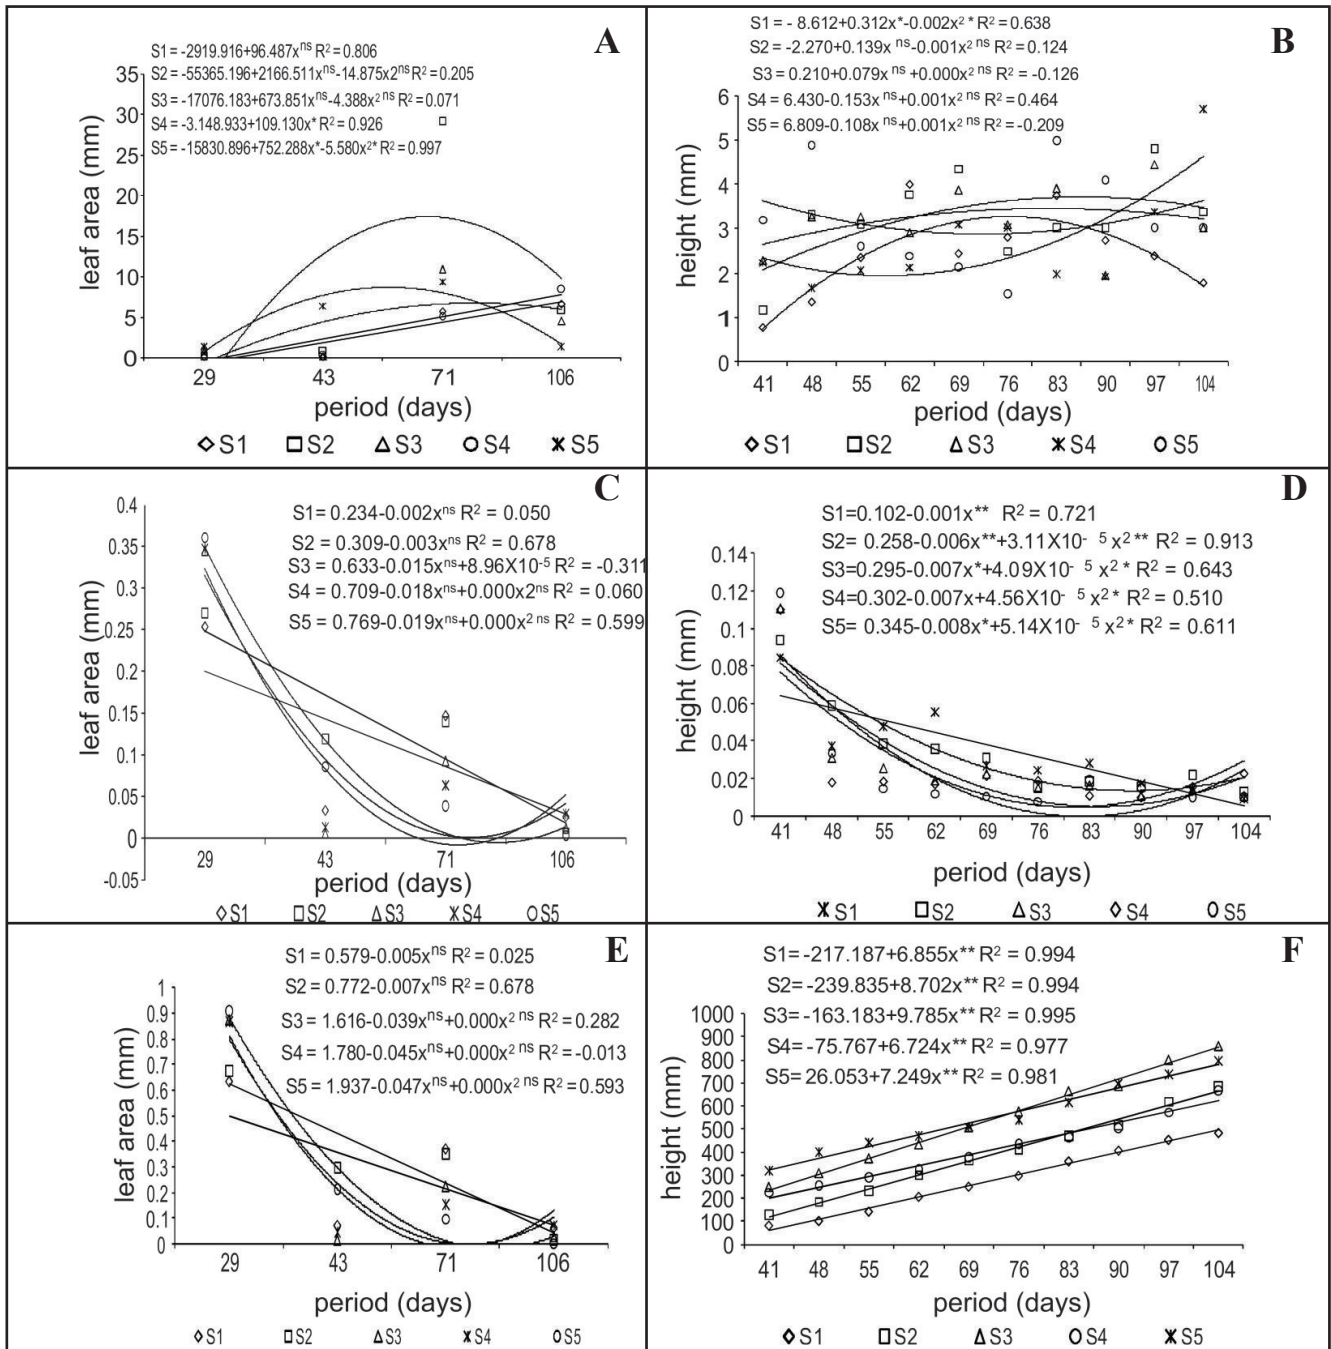 A
S1 = -2919.916+96.487x^ns R² = 0.806
S2 = -55365.196+2166.511x^ns-14.875x2^ns R² = 0.205
S3 = -17076.183+673.851x^ns-4.388x² ^ns R² = 0.071
S4 = -3.148.933+109.130x* R² = 0.926
S5 = -15830.896+752.288x*-5.580x²* R² = 0.997
35
30
25
20
15
10
5
0
leaf area (mm)
29 43 71 106
period (days)
S1 S2 S3 S4 S5
B
S1 = - 8.612+0.312x*-0.002x² * R² = 0.638
S2 = -2.270+0.139x ^ns-0.001x² ^ns R² = 0.124
S3 = 0.210+0.079x ^ns +0.000x² ^ns R² = -0.126
S4 = 6.430-0.153x ^ns+0.001x² ^ns R² = 0.464
S5 = 6.809-0.108x ^ns+0.001x² ^ns R² = -0.209
6
5
4
3
2
1
0
height (mm)
41 48 55 62 69 76 83 90 97 104
period (days)
S1 S2 S3 S4 S5
C
S1= 0.234-0.002x^ns R² = 0.050
S2 = 0.309-0.003x^ns R² = 0.678
S3 = 0.633-0.015x^ns+8.96X10^-5 R² = -0.311
S4 = 0.709-0.018x^ns+0.000x2^ns R² = 0.060
S5 = 0.769-0.019x^ns+0.000x² ^ns R² = 0.599
0.4
0.35
0.3
0.25
0.2
0.15
0.1
0.05
0
-0.05
leaf area (mm)
29 43 71 106
period (days)
S1 S2 S3 S4 S5
D
S1=0.102-0.001x** R² = 0.721
S2= 0.258-0.006x**+3.11X10^- 5 x² ** R² = 0.913
S3=0.295-0.007x*+4.09X10^- 5 x² * R² = 0.643
S4=0.302-0.007x+4.56X10^- 5 x² * R² = 0.510
S5= 0.345-0.008x*+5.14X10^- 5 x² * R² = 0.611
0.14
0.12
0.1
0.08
0.06
0.04
0.02
0
height (mm)
41 48 55 62 69 76 83 90 97 104
period (days)
S1 S2 S3 S4 S5
E
S1 = 0.579-0.005x^ns R² = 0.025
S2 = 0.772-0.007x^ns R² = 0.678
S3 = 1.616-0.039x^ns+0.000x² ^ns R² = 0.282
S4 = 1.780-0.045x^ns+0.000x² ^ns R² = -0.013
S5 = 1.937-0.047x^ns+0.000x² ^ns R² = 0.593
1
0.9
0.8
0.7
0.6
0.5
0.4
0.3
0.2
0.1
0
leaf area (mm)
29 43 71 106
period (days)
S1 S2 S3 S4 S5
F
S1=-217.187+6.855x** R² = 0.994
S2=-239.835+8.702x** R² = 0.994
S3=-163.183+9.785x** R² = 0.995
S4=-75.767+6.724x** R² = 0.977
S5=26.053+7.249x** R² = 0.981
1000
900
800
700
600
500
400
300
200
100
0
height (mm)
41 48 55 62 69 76 83 90 97 104
period (days)
S1 S2 S3 S4 S5